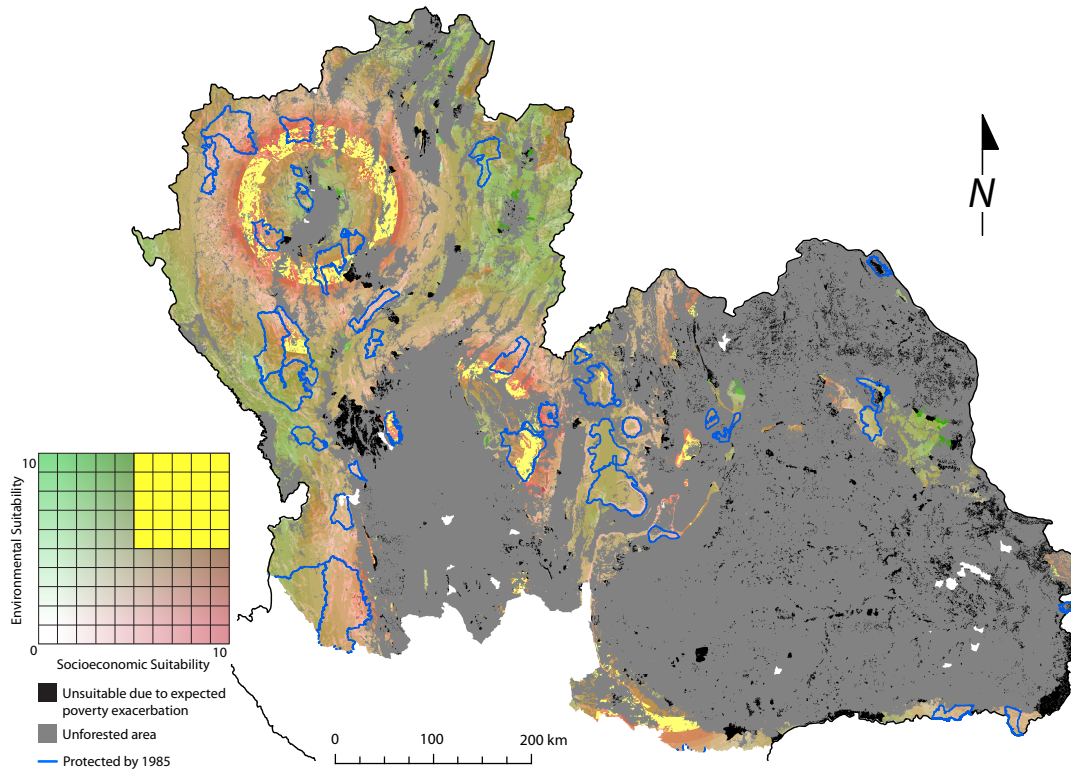 N
10
Environmental Suitability
0
10
Socioeconomic Suitability
Unsuitable due to expected
poverty exacerbation
Unforested area
Protected by 1985
0 100 200 km